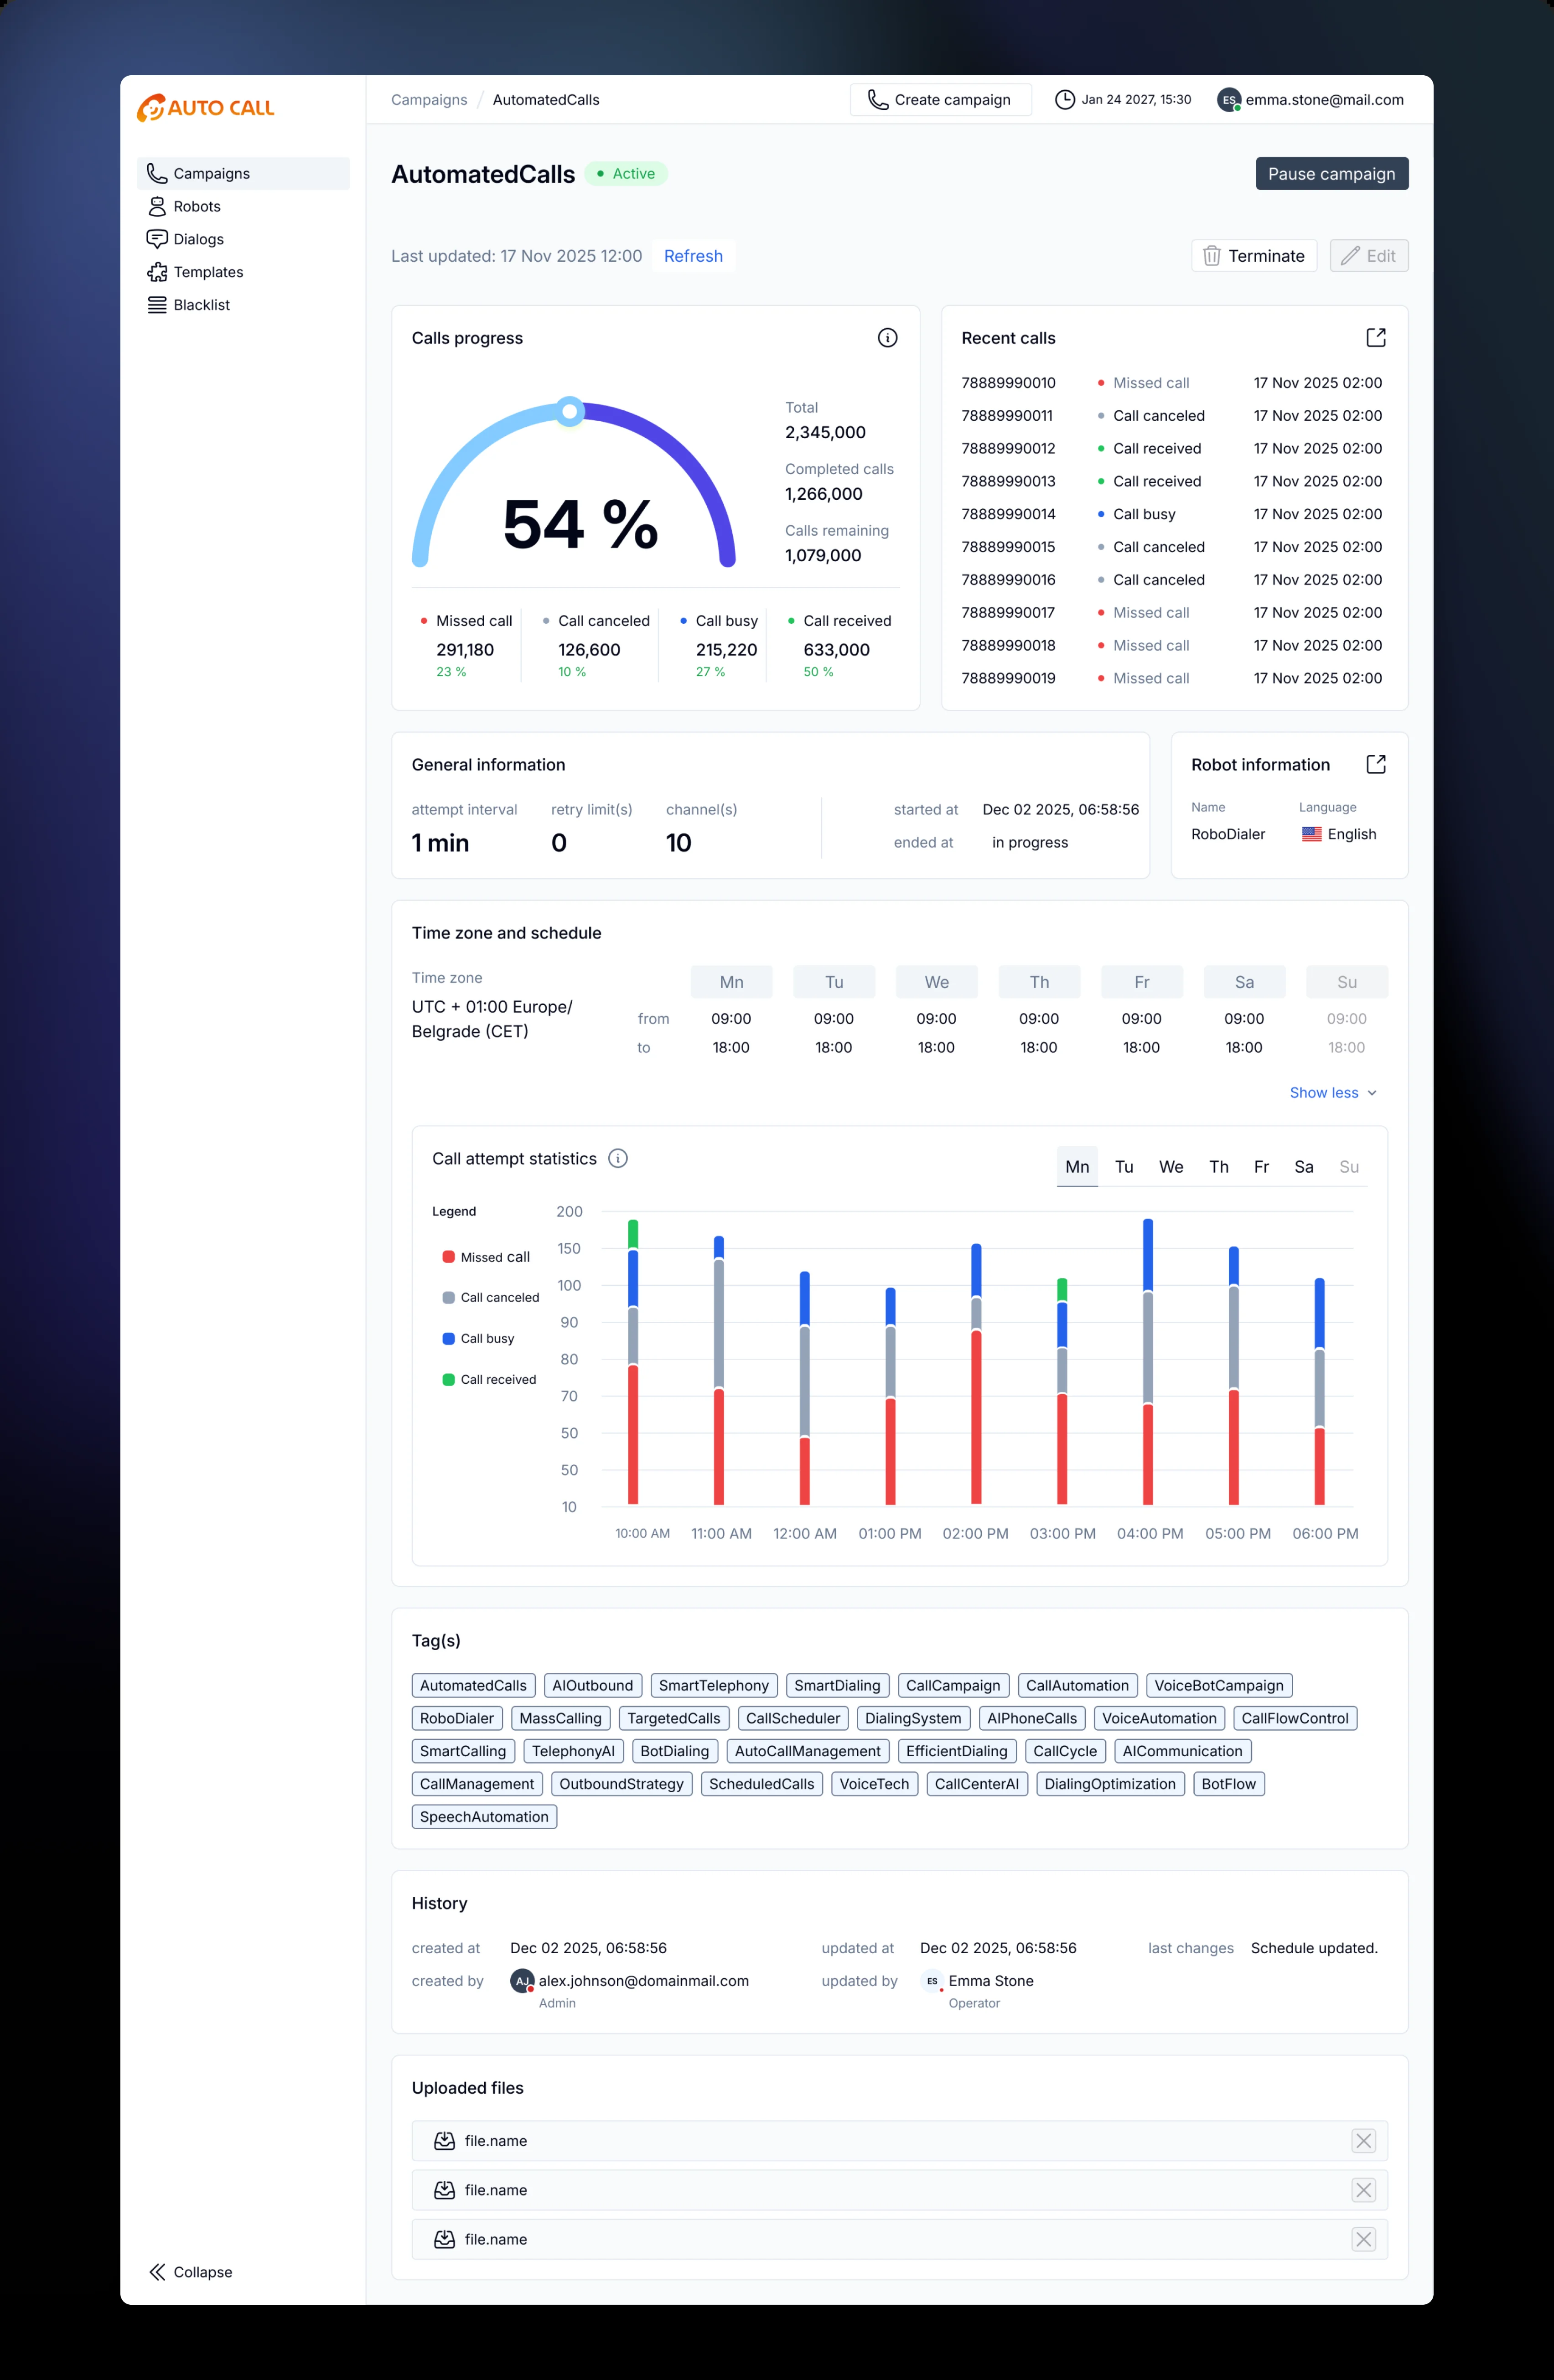 AUTO CALL
Campaigns / AutomatedCalls
Create campaign
Jan 24 2027, 15:30
ES emma.stone@mail.com
Campaigns
Robots
Dialogs
Templates
Blacklist
Collapse
AutomatedCalls
Active
Pause campaign
Last updated: 17 Nov 2025 12:00 Refresh
Terminate
Edit
Calls progress
54 %
Total
2,345,000
Completed calls
1,266,000
Calls remaining
1,079,000
Missed call
291,180
23 %
Call canceled
126,600
10 %
Call busy
215,220
27 %
Call received
633,000
50 %
Recent calls
78889990010 Missed call 17 Nov 2025 02:00
78889990011 Call canceled 17 Nov 2025 02:00
78889990012 Call received 17 Nov 2025 02:00
78889990013 Call received 17 Nov 2025 02:00
78889990014 Call busy 17 Nov 2025 02:00
78889990015 Call canceled 17 Nov 2025 02:00
78889990016 Call canceled 17 Nov 2025 02:00
78889990017 Missed call 17 Nov 2025 02:00
78889990018 Missed call 17 Nov 2025 02:00
78889990019 Missed call 17 Nov 2025 02:00
General information
attempt interval retry limit(s) channel(s)
1 min 0 10
started at Dec 02 2025, 06:58:56
ended at in progress
Robot information
Name Language
RoboDialer English
Time zone and schedule
Time zone
UTC + 01:00 Europe/
Belgrade (CET)
Mn Tu We Th Fr Sa Su
from 09:00 09:00 09:00 09:00 09:00 09:00 09:00
to 18:00 18:00 18:00 18:00 18:00 18:00 18:00
Show less
Call attempt statistics
Mn Tu We Th Fr Sa Su
Legend
Missed call
Call canceled
Call busy
Call received
200
150
100
90
80
70
50
50
10
10:00 AM 11:00 AM 12:00 AM 01:00 PM 02:00 PM 03:00 PM 04:00 PM 05:00 PM 06:00 PM
Tag(s)
AutomatedCalls AIOutbound SmartTelephony SmartDialing CallCampaign CallAutomation VoiceBotCampaign
RoboDialer MassCalling TargetedCalls CallScheduler DialingSystem AIPhoneCalls VoiceAutomation CallFlowControl
SmartCalling TelephonyAI BotDialing AutoCallManagement EfficientDialing CallCycle AICommunication
CallManagement OutboundStrategy ScheduledCalls VoiceTech CallCenterAI DialingOptimization BotFlow
SpeechAutomation
History
created at Dec 02 2025, 06:58:56
created by AJ alex.johnson@domainmail.com
Admin
updated at Dec 02 2025, 06:58:56
updated by ES Emma Stone
Operator
last changes Schedule updated.
Uploaded files
file.name
file.name
file.name